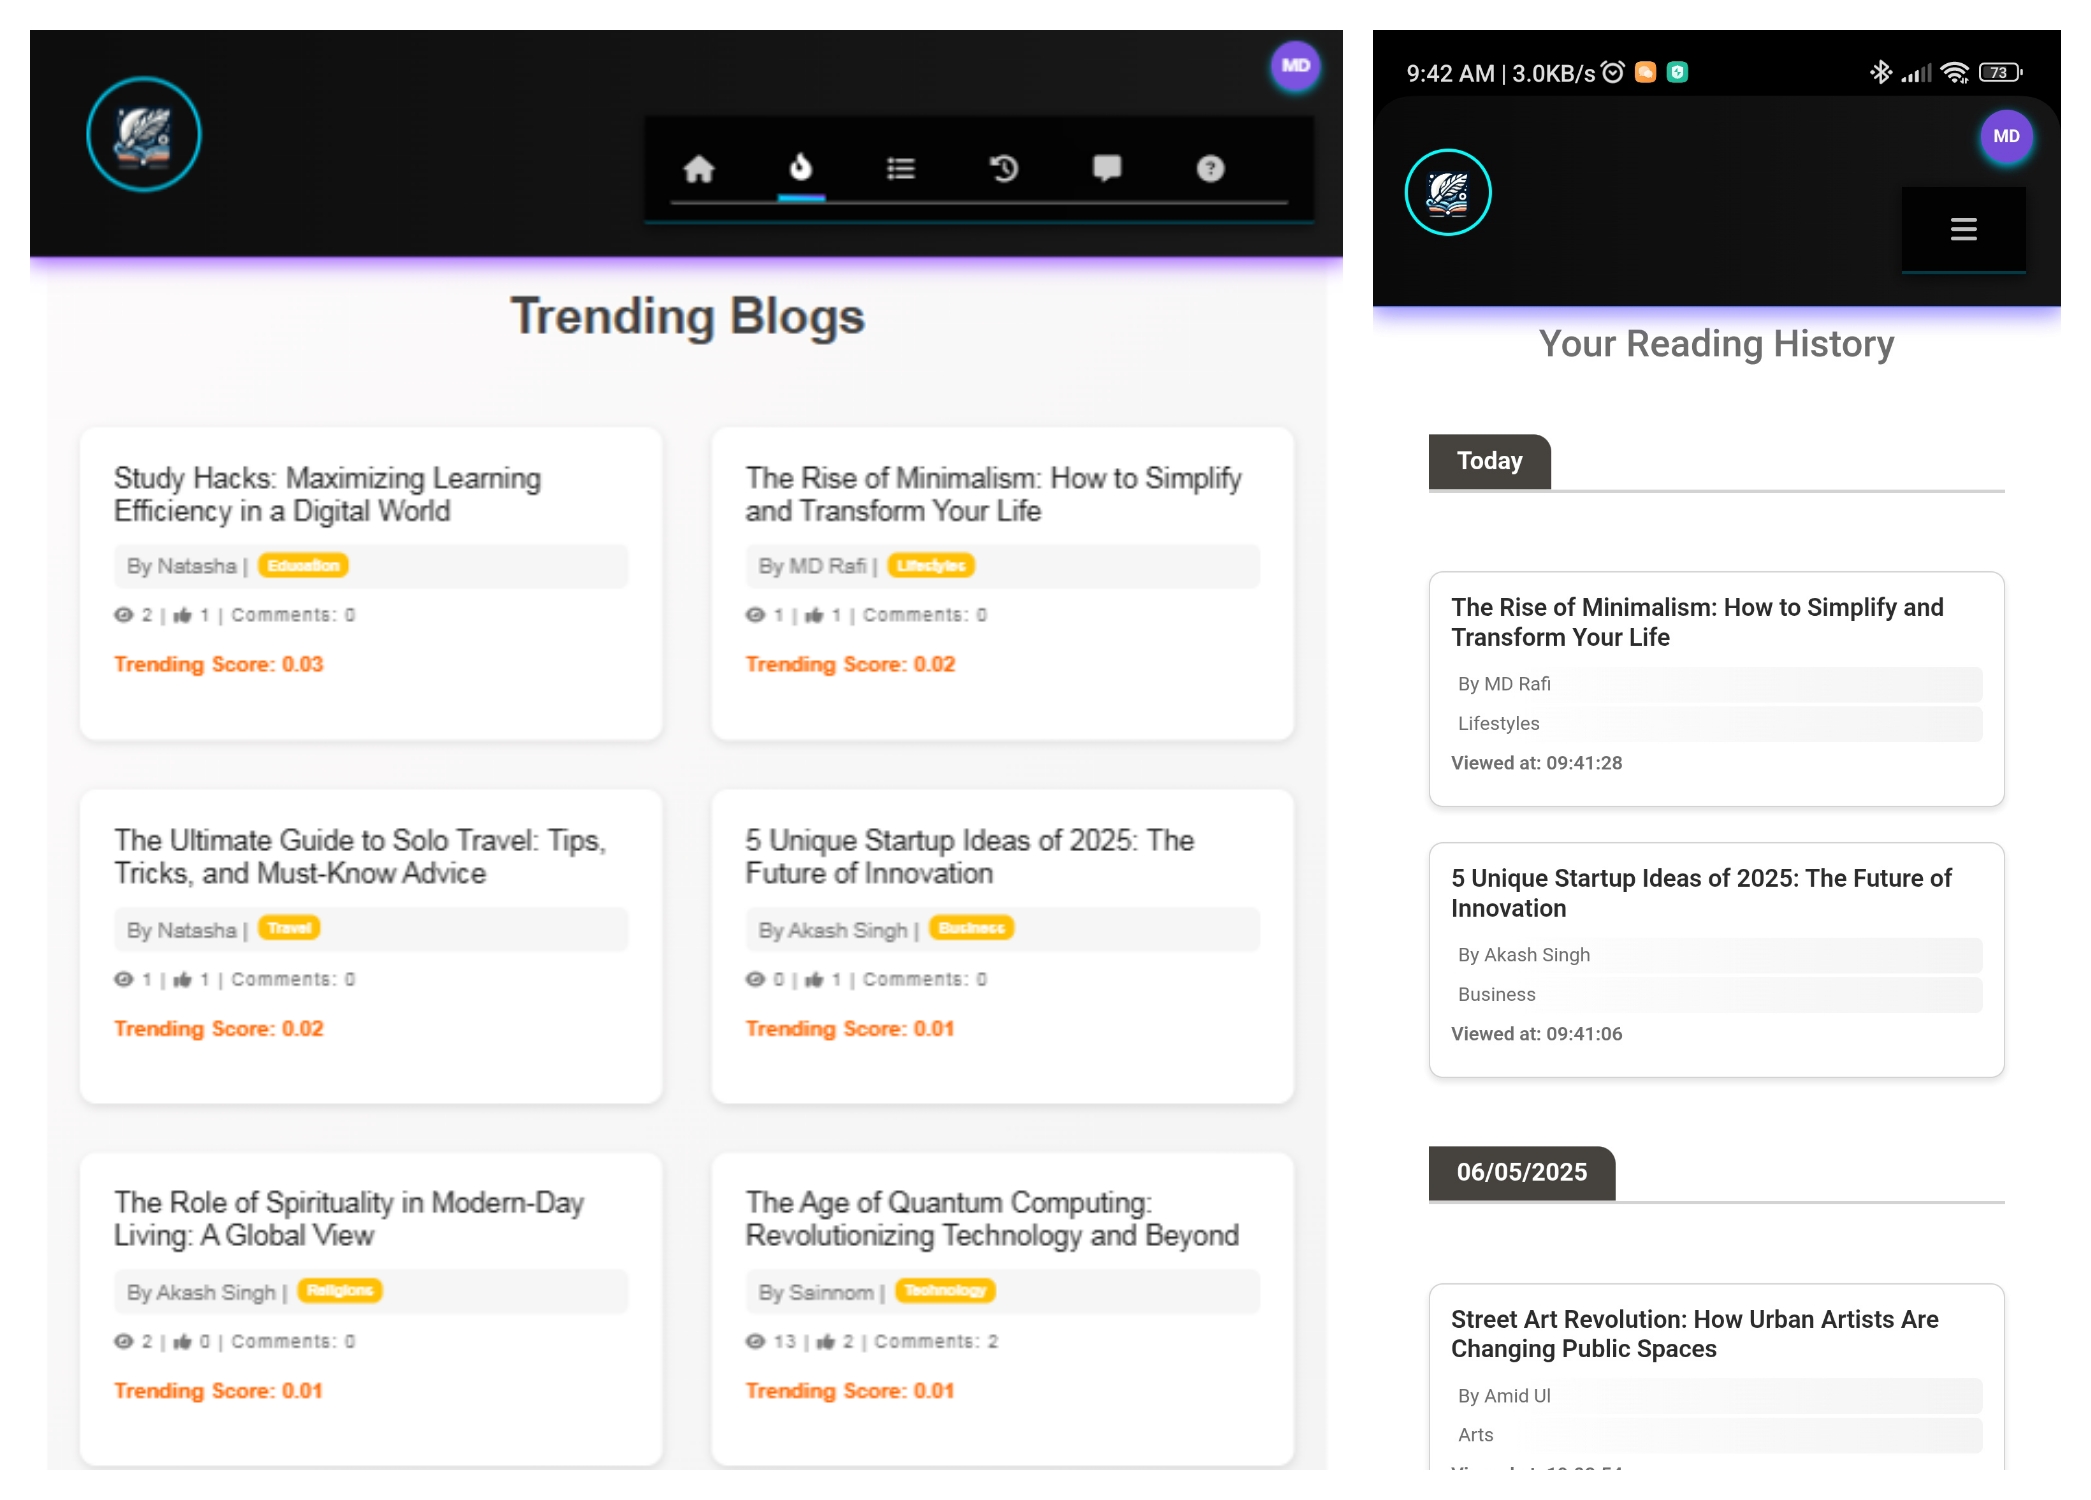 MD
Trending Blogs
Study Hacks: Maximizing Learning
Efficiency in a Digital World
By Natasha | Education
2 | 1 | Comments: 0
Trending Score: 0.03
The Rise of Minimalism: How to Simplify
and Transform Your Life
By MD Rafi | Lifestyles
1 | 1 | Comments: 0
Trending Score: 0.02
The Ultimate Guide to Solo Travel: Tips,
Tricks, and Must-Know Advice
By Natasha | Travel
1 | 1 | Comments: 0
Trending Score: 0.02
5 Unique Startup Ideas of 2025: The
Future of Innovation
By Akash Singh | Business
0 | 1 | Comments: 0
Trending Score: 0.01
The Role of Spirituality in Modern-Day
Living: A Global View
By Akash Singh | Religions
2 | 0 | Comments: 0
Trending Score: 0.01
The Age of Quantum Computing:
Revolutionizing Technology and Beyond
By Sainnom | Technology
13 | 2 | Comments: 2
Trending Score: 0.01
9:42 AM | 3.0KB/s 73
MD
Your Reading History
Today
The Rise of Minimalism: How to Simplify and
Transform Your Life
By MD Rafi
Lifestyles
Viewed at: 09:41:28
5 Unique Startup Ideas of 2025: The Future of
Innovation
By Akash Singh
Business
Viewed at: 09:41:06
06/05/2025
Street Art Revolution: How Urban Artists Are
Changing Public Spaces
By Amid Ul
Arts